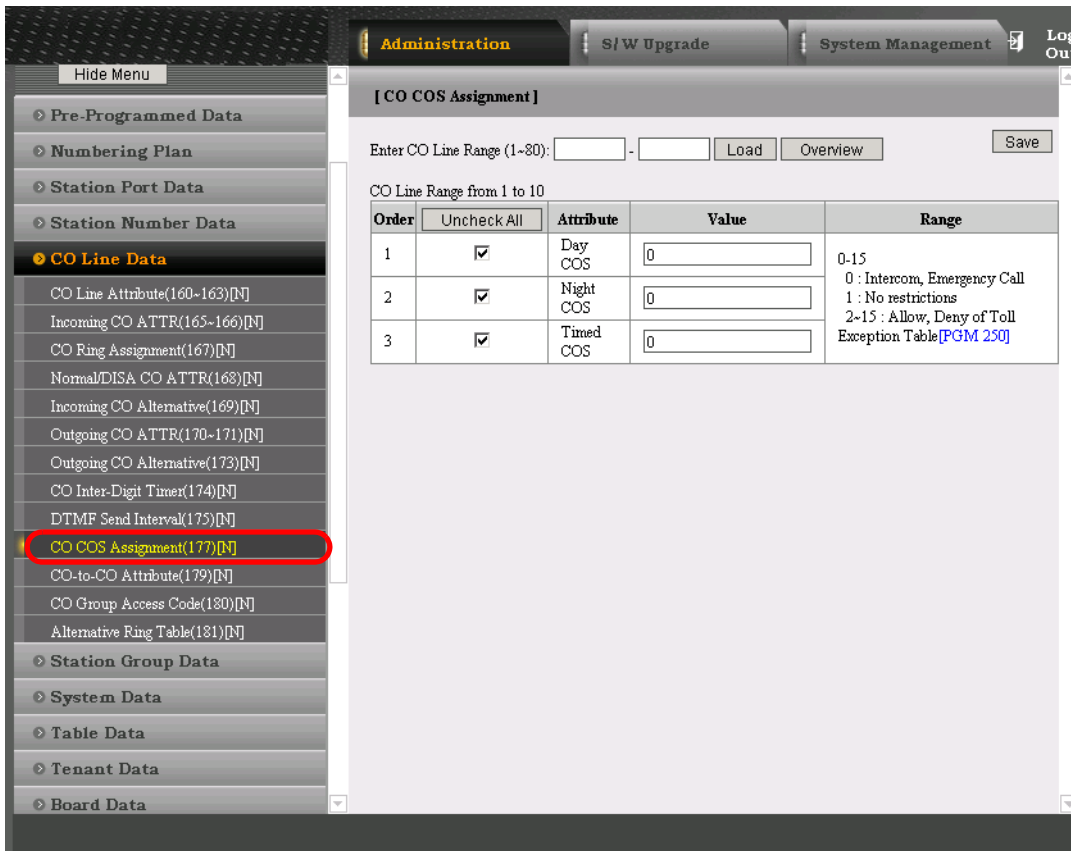 Administration
S/W Upgrade
System Management
Log Out
Hide Menu
Pre-Programmed Data
Numbering Plan
Station Port Data
Station Number Data
CO Line Data
CO Line Attribute(160~163)[N]
Incoming CO ATTR(165~166)[N]
CO Ring Assignment(167)[N]
Normal/DISA CO ATTR(168)[N]
Incoming CO Alternative(169)[N]
Outgoing CO ATTR(170~171)[N]
Outgoing CO Alternative(173)[N]
CO Inter-Digit Timer(174)[N]
DTMF Send Interval(175)[N]
CO COS Assignment(177)[N]
CO-to-CO Attribute(179)[N]
CO Group Access Code(180)[N]
Alternative Ring Table(181)[N]
Station Group Data
System Data
Table Data
Tenant Data
Board Data
[ CO COS Assignment ]
Enter CO Line Range (1~80): - Load Overview Save
CO Line Range from 1 to 10
Order Uncheck All Attribute Value Range
1 Day COS 0
2 Night COS 0
3 Timed COS 0
0-15
0 : Intercom, Emergency Call
1 : No restrictions
2~15 : Allow, Deny of Toll
Exception Table[PGM 250]